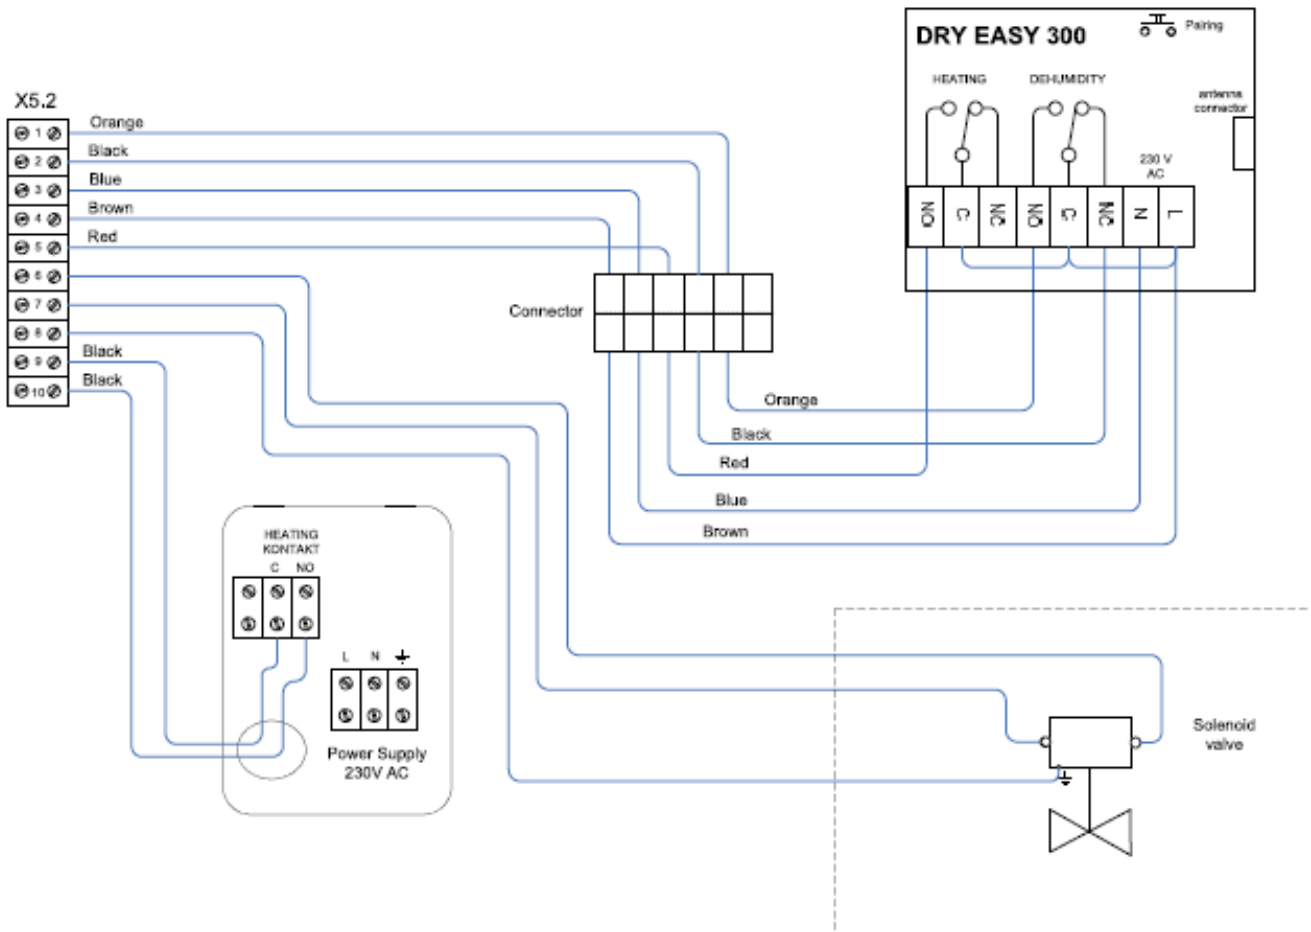 DRY EASY 300
Pairing
HEATING
DEHUMIDITY
antenna
connector
230 V
AC
NO
C
NC
NO
C
NC
N
L
X5.2
1
Orange
2
Black
3
Blue
4
Brown
5
Red
6
7
8
9
Black
10
Black
Connector
Orange
Black
Red
Blue
Brown
HEATING
KONTAKT
C NO
L N
Power Supply
230V AC
Solenoid
valve